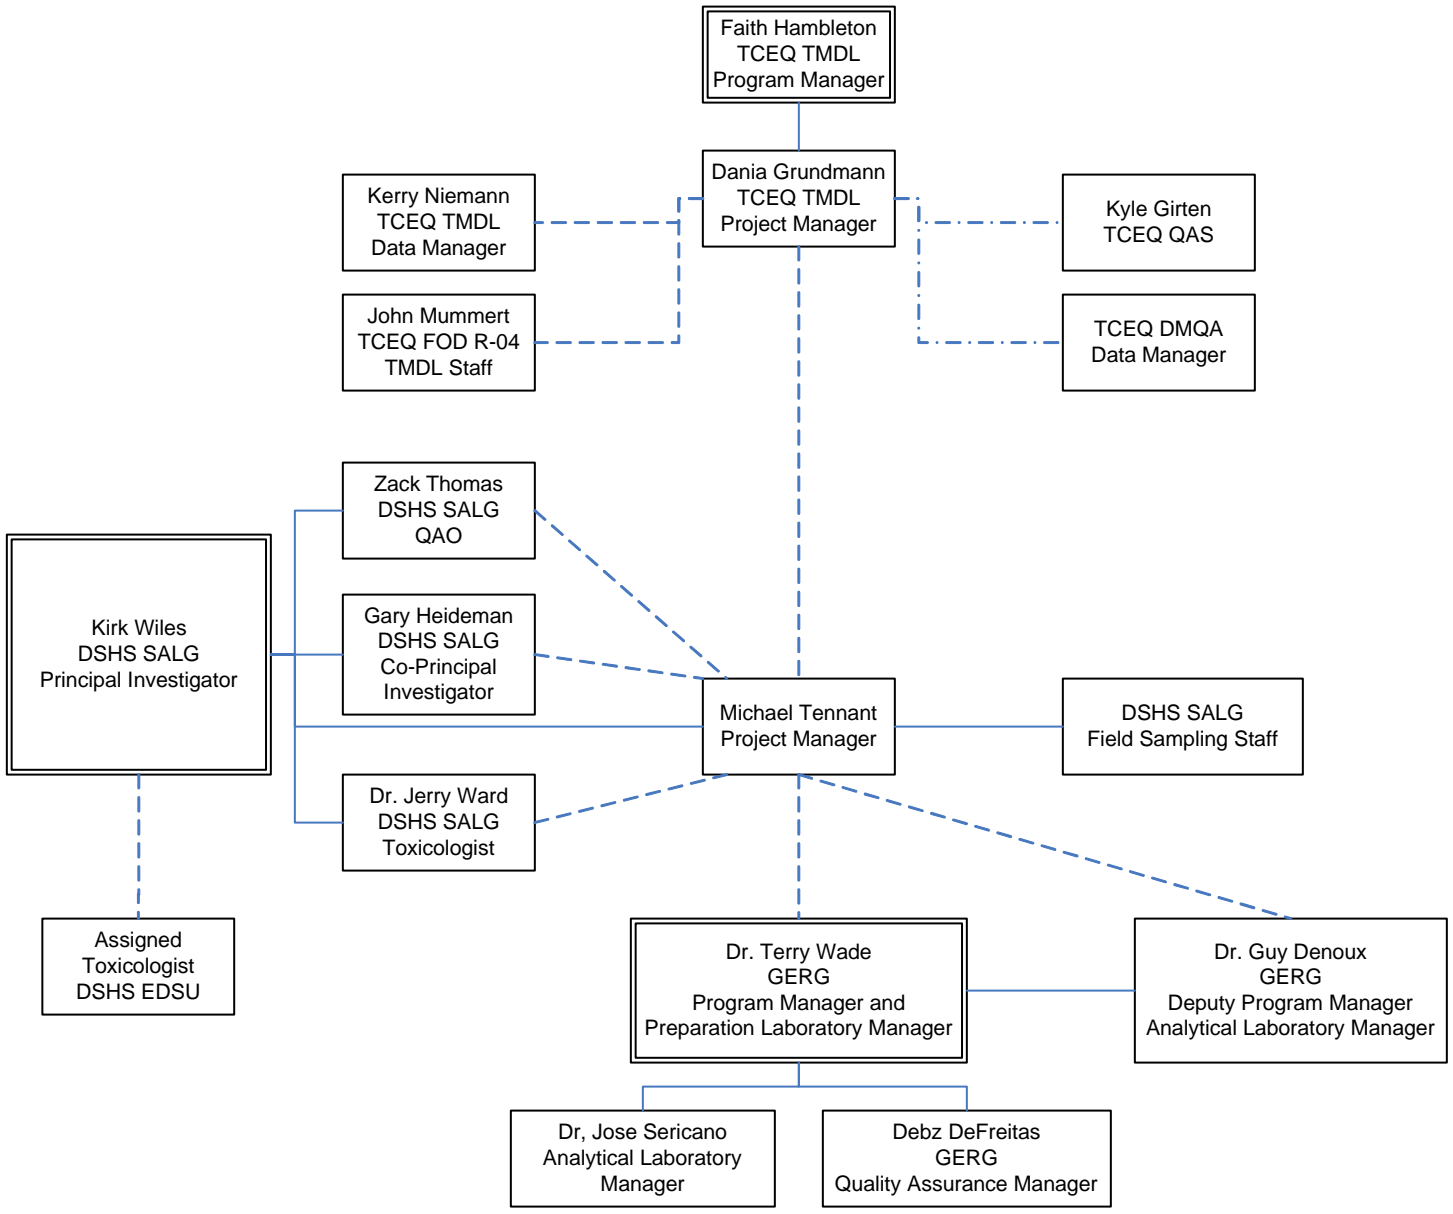 Faith Hambleton
TCEQ TMDL
Program Manager
Dania Grundmann
TCEQ TMDL
Project Manager
Kerry Niemann
TCEQ TMDL
Data Manager
Kyle Girten
TCEQ QAS
John Mummert
TCEQ FOD R-04
TMDL Staff
TCEQ DMQA
Data Manager
Zack Thomas
DSHS SALG
QAO
Kirk Wiles
DSHS SALG
Principal Investigator
Gary Heideman
DSHS SALG
Co-Principal
Investigator
Michael Tennant
Project Manager
DSHS SALG
Field Sampling Staff
Dr. Jerry Ward
DSHS SALG
Toxicologist
Assigned
Toxicologist
DSHS EDSU
Dr. Terry Wade
GERG
Program Manager and
Preparation Laboratory Manager
Dr. Guy Denoux
GERG
Deputy Program Manager
Analytical Laboratory Manager
Dr, Jose Sericano
Analytical Laboratory
Manager
Debz DeFreitas
GERG
Quality Assurance Manager